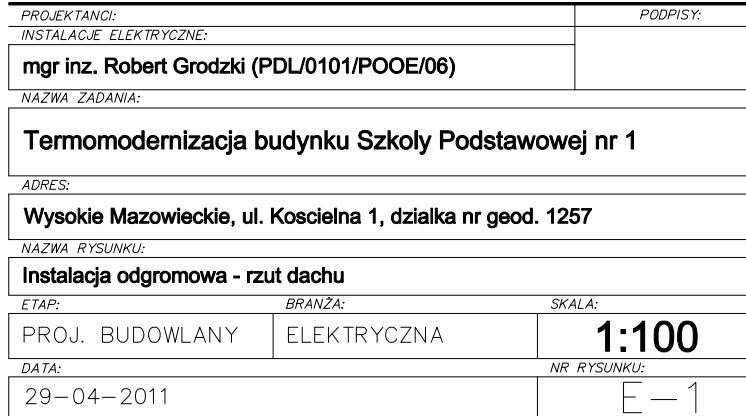 PROJEKTANCI: PODPISY:
INSTALACJE ELEKTRYCZNE:
mgr inz. Robert Grodzki (PDL/0101/POOE/06)
NAZWA ZADANIA:
Termomodernizacja budynku Szkoly Podstawowej nr 1
ADRES:
Wysokie Mazowieckie, ul. Koscielna 1, dzialka nr geod. 1257
NAZWA RYSUNKU:
Instalacja odgromowa - rzut dachu
ETAP: BRANŻA: SKALA:
PROJ. BUDOWLANY ELEKTRYCZNA 1:100
DATA: NR RYSUNKU:
29-04-2011 E-1